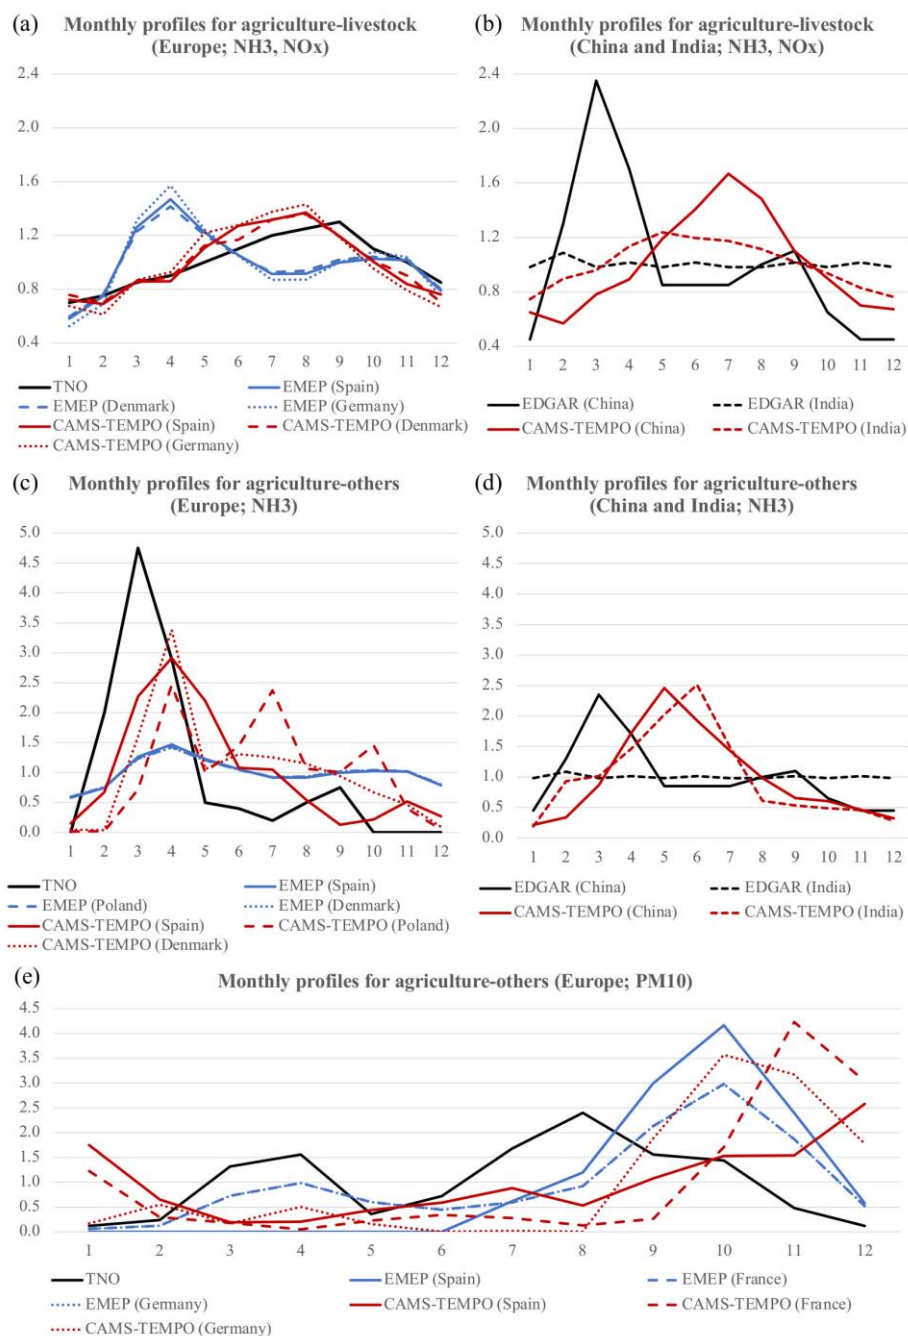 (a) Monthly profiles for agriculture-livestock
(Europe; NH3, NOx)
2.4
2.0
1.6
1.2
0.8
0.4
1 2 3 4 5 6 7 8 9 10 11 12
TNO EMEP (Spain)
EMEP (Denmark) EMEP (Germany)
CAMS-TEMPO (Spain) CAMS-TEMPO (Denmark)
CAMS-TEMPO (Germany)
(b) Monthly profiles for agriculture-livestock
(China and India; NH3, NOx)
2.4
2.0
1.6
1.2
0.8
0.4
1 2 3 4 5 6 7 8 9 10 11 12
EDGAR (China) EDGAR (India)
CAMS-TEMPO (China) CAMS-TEMPO (India)
(c) Monthly profiles for agriculture-others
(Europe; NH3)
5.0
4.5
4.0
3.5
3.0
2.5
2.0
1.5
1.0
0.5
0.0
1 2 3 4 5 6 7 8 9 10 11 12
TNO EMEP (Spain)
EMEP (Poland) EMEP (Denmark)
CAMS-TEMPO (Spain) CAMS-TEMPO (Poland)
CAMS-TEMPO (Denmark)
(d) Monthly profiles for agriculture-others
(China and India; NH3)
5.0
4.5
4.0
3.5
3.0
2.5
2.0
1.5
1.0
0.5
0.0
1 2 3 4 5 6 7 8 9 10 11 12
EDGAR (China) EDGAR (India)
CAMS-TEMPO (China) CAMS-TEMPO (India)
(e) Monthly profiles for agriculture-others (Europe; PM10)
4.5
4.0
3.5
3.0
2.5
2.0
1.5
1.0
0.5
0.0
1 2 3 4 5 6 7 8 9 10 11 12
TNO EMEP (Spain) EMEP (France)
EMEP (Germany) CAMS-TEMPO (Spain) CAMS-TEMPO (France)
CAMS-TEMPO (Germany)